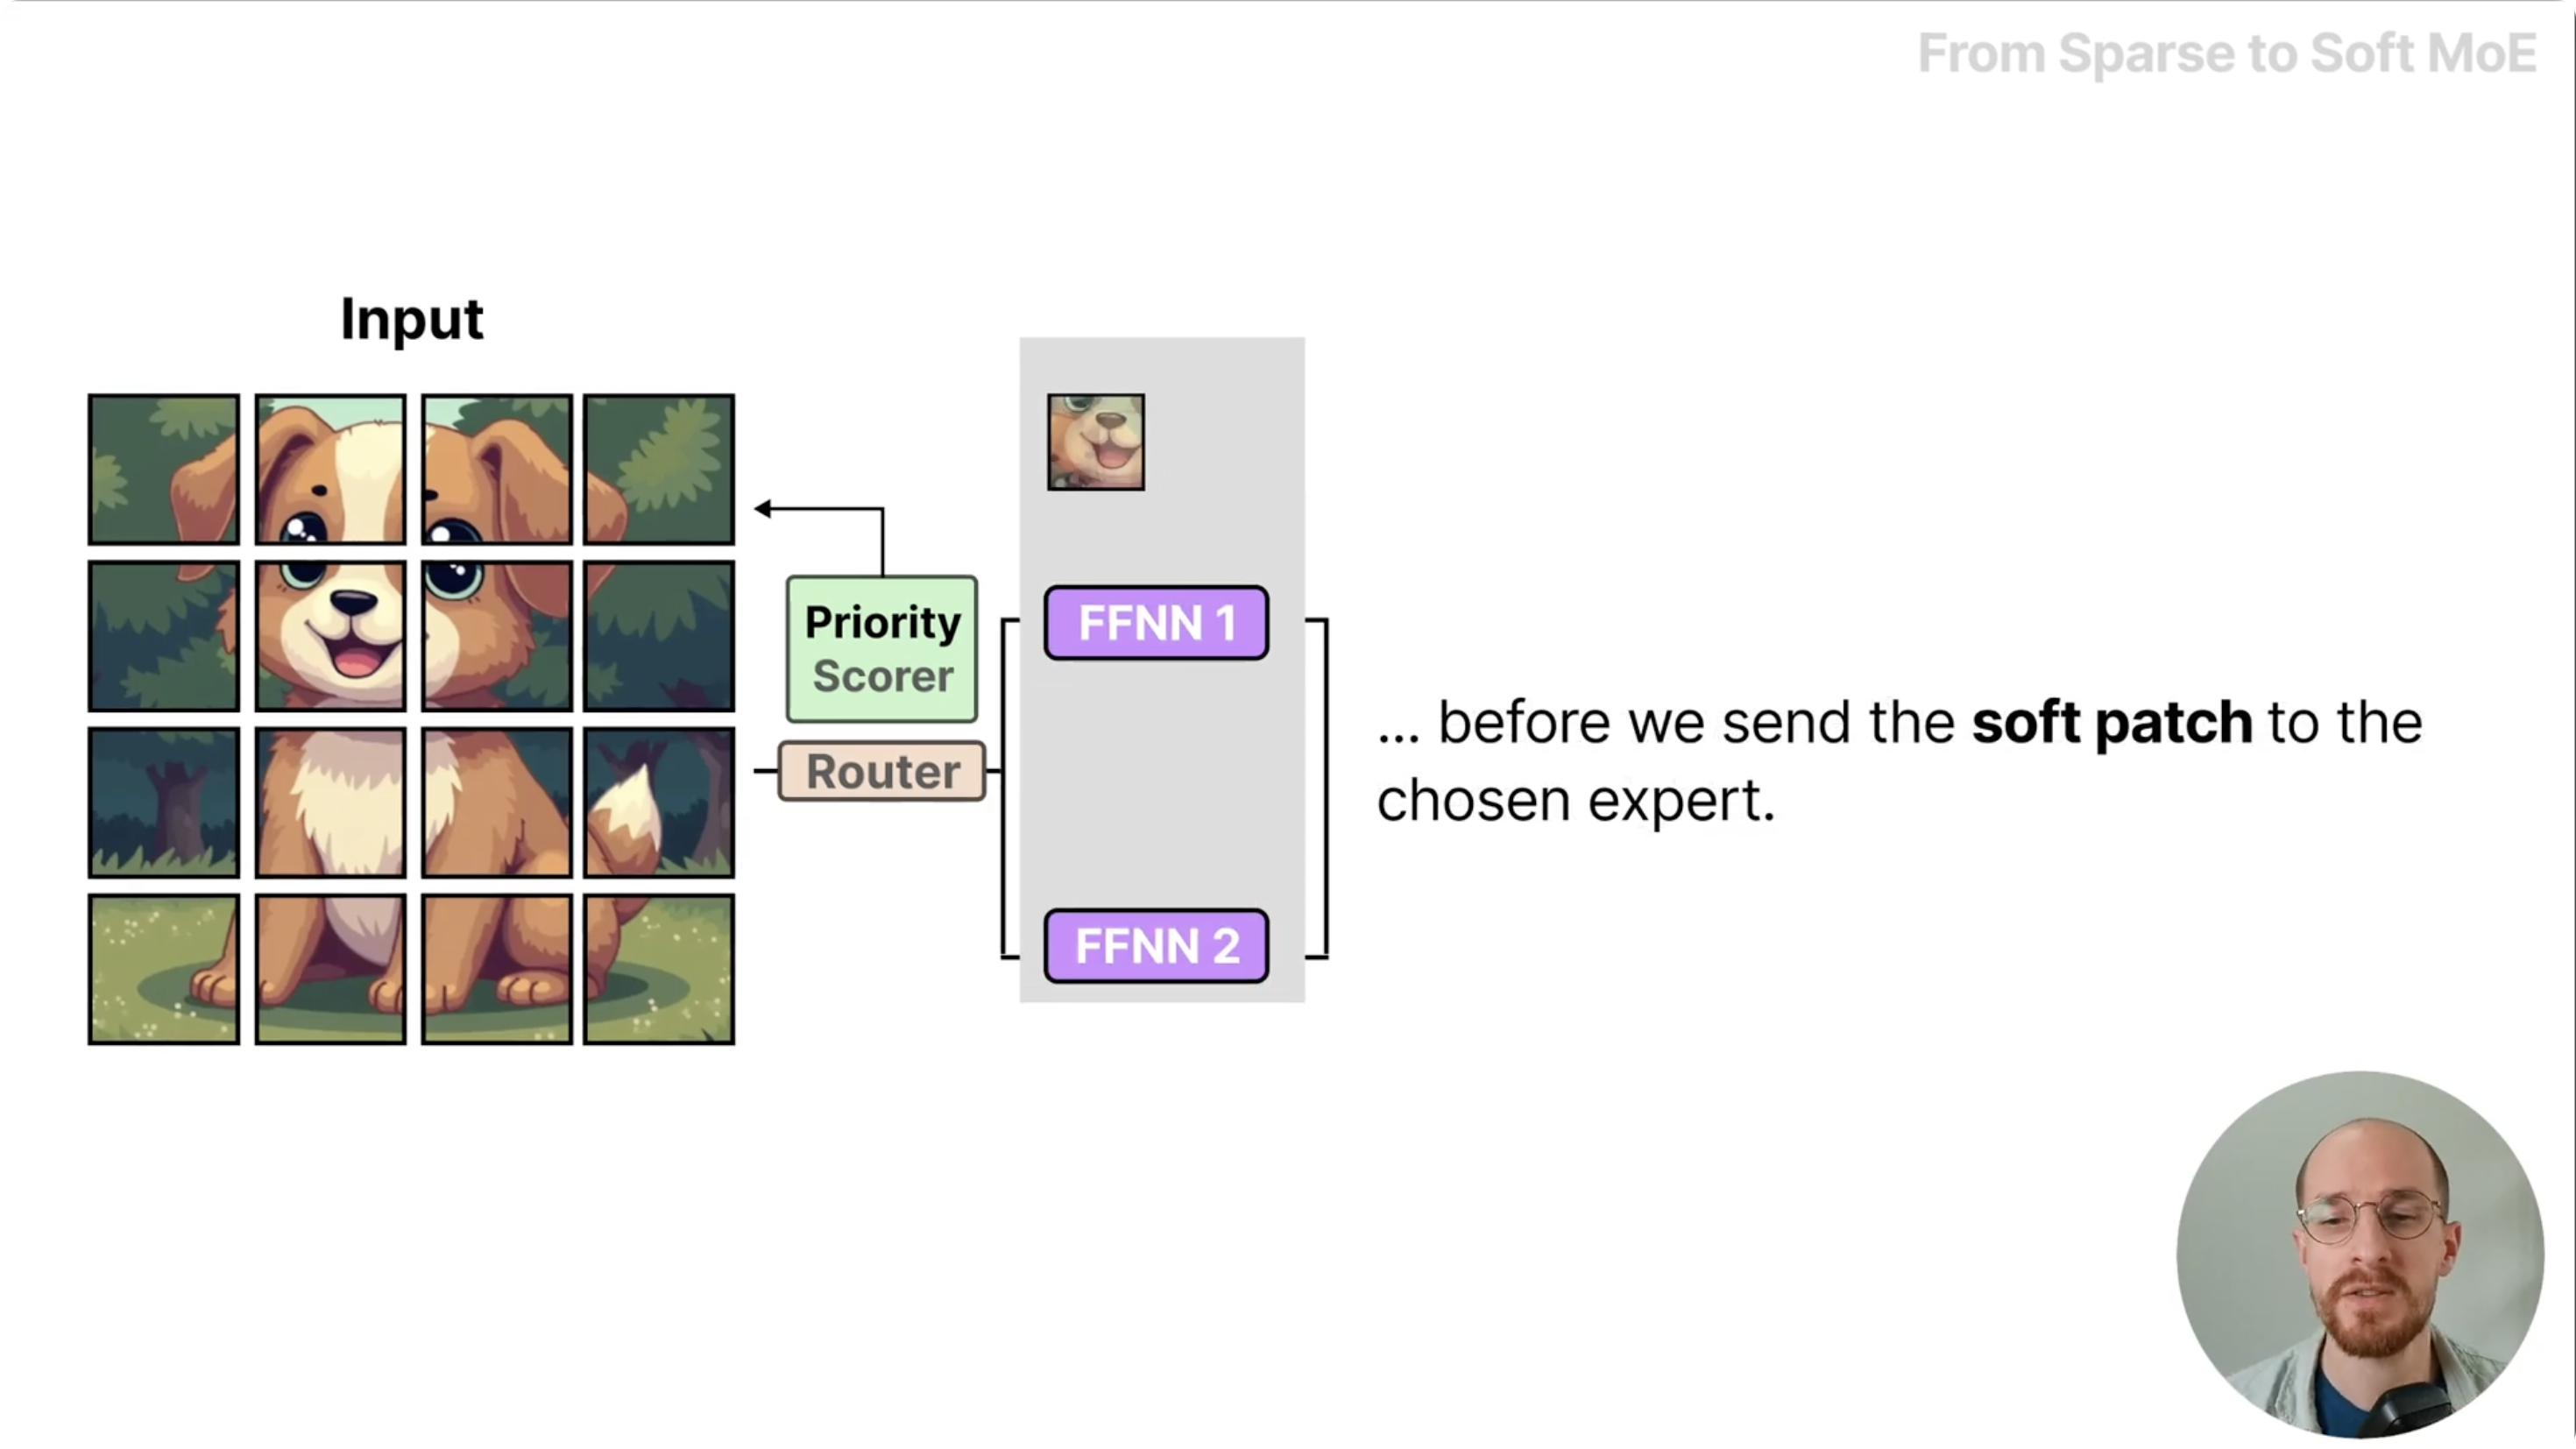 From Sparse to Soft MoE
Input
Priority
Scorer
Router
FFNN 1
FFNN 2
... before we send the soft patch to the
chosen expert.